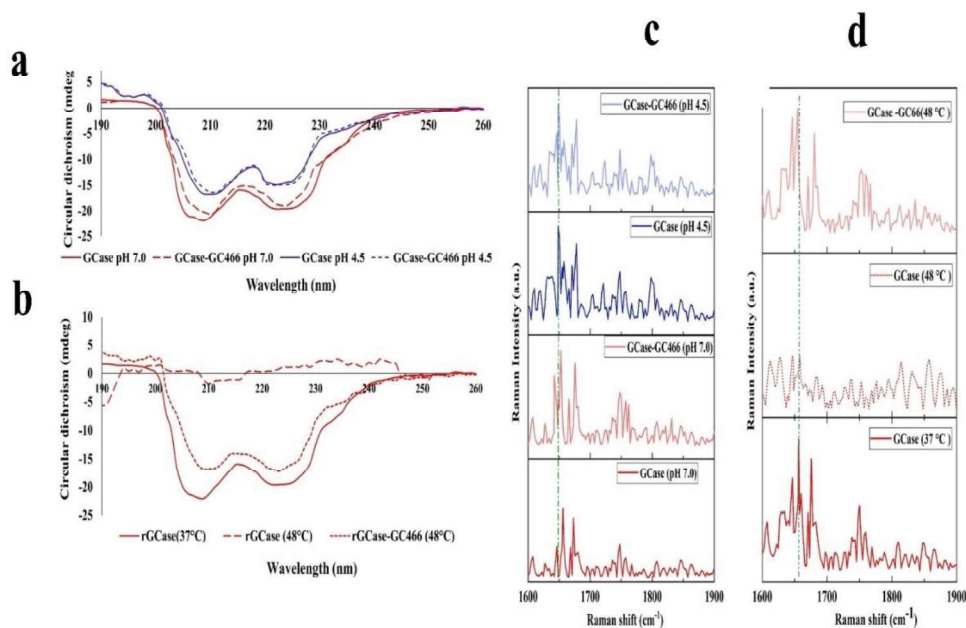 a
Circular dichroism (mdeg
10
5
0
-5
-10
-15
-20
-25
190 200 210 220 230 240 250 260
GCase pH 7.0 GCase-GC466 pH 7.0 GCase pH 4.5 GCase-GC466 pH 4.5
Wavelength (nm)
b
Circular dichroism (mdeg)
10
5
0
-5
-10
-15
-20
-25
190 200 210 220 230 240 250 260
rGCase(37°C) rGCase (48°C) rGCase-GC466 (48°C)
Wavelength (nm)
c
Raman Intensity (a.u.)
GCase-GC466 (pH 4.5)
GCase (pH 4.5)
GCase-GC466 (pH 7.0)
GCase (pH 7.0)
1600 1700 1800 1900
Raman shift (cm-1)
d
Raman Intensity (a.u.)
GCase -GC66(48 °C )
GCase (48 °C )
GCase (37 °C )
1600 1700 1800 1900
Raman shift (cm-1)